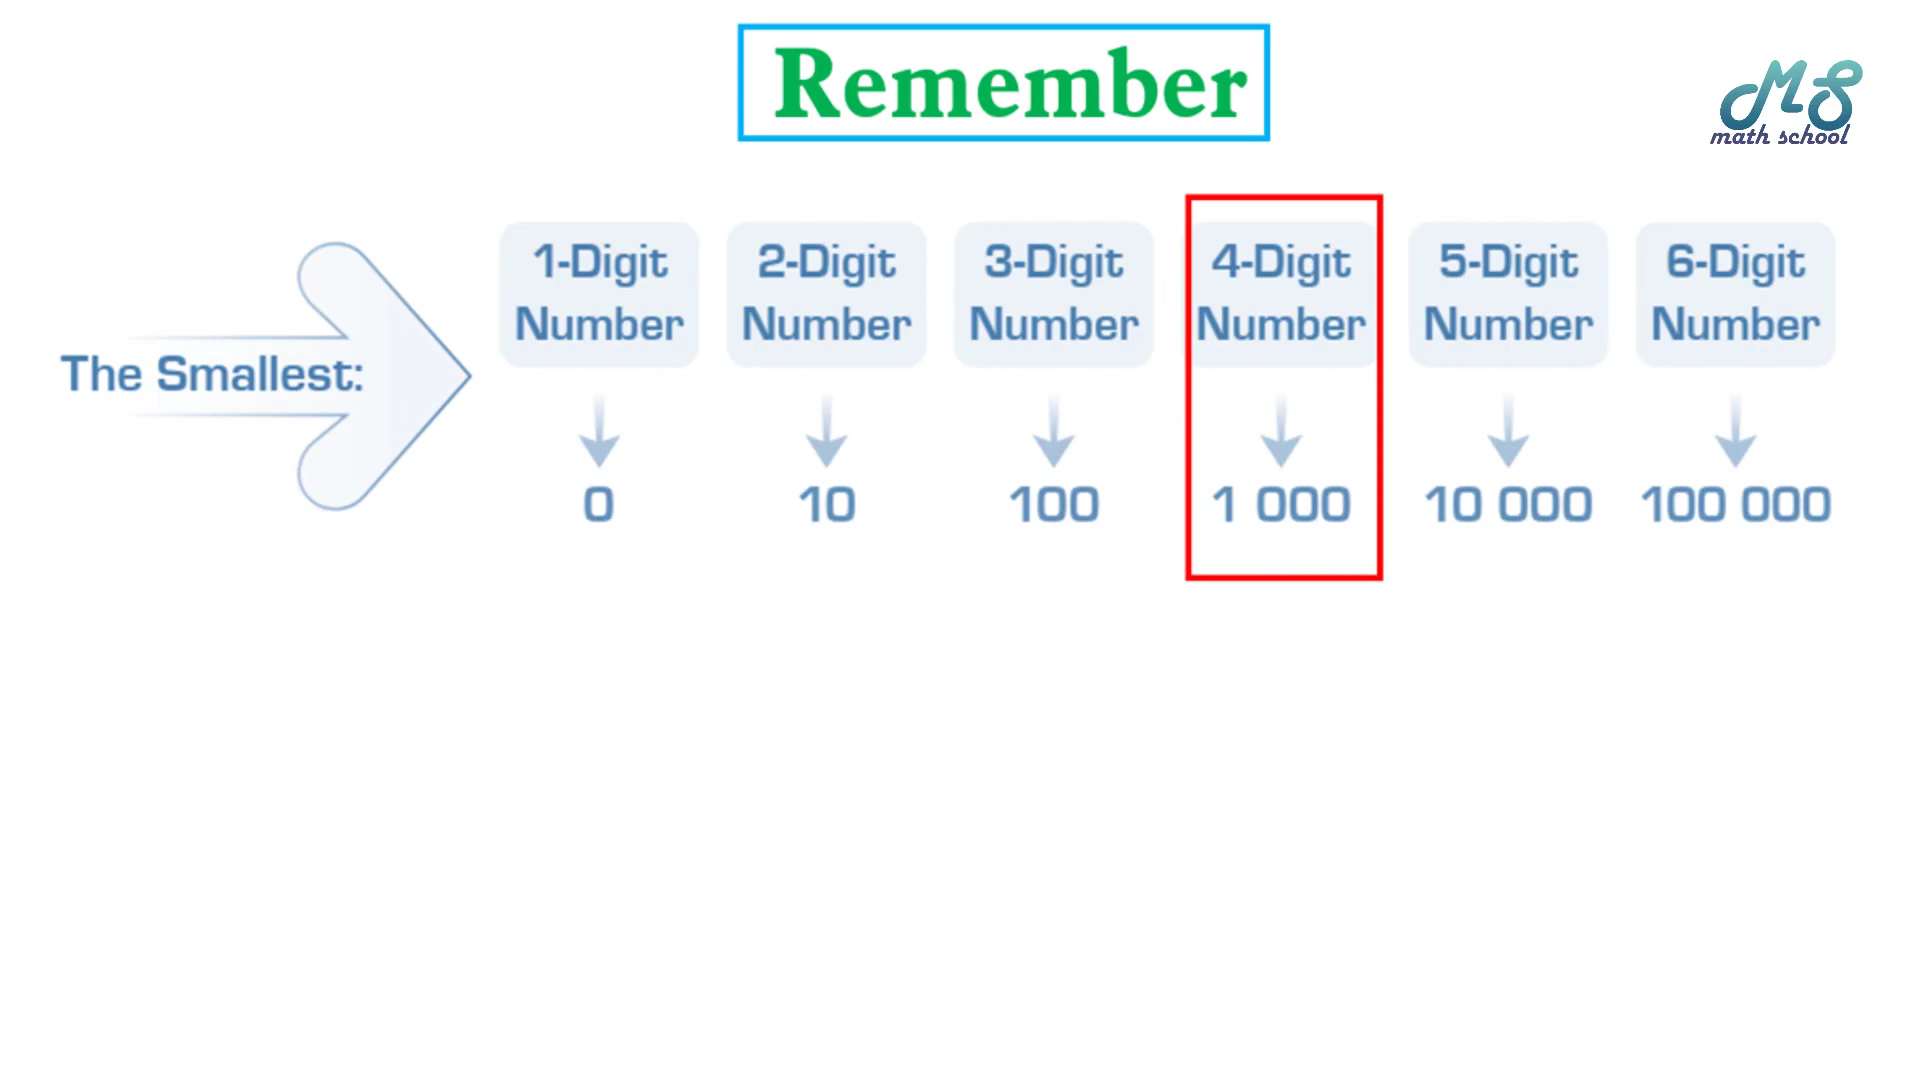 Remember
MS
math school
1-Digit Number
2-Digit Number
3-Digit Number
4-Digit Number
5-Digit Number
6-Digit Number
The Smallest:
0
10
100
1 000
10 000
100 000